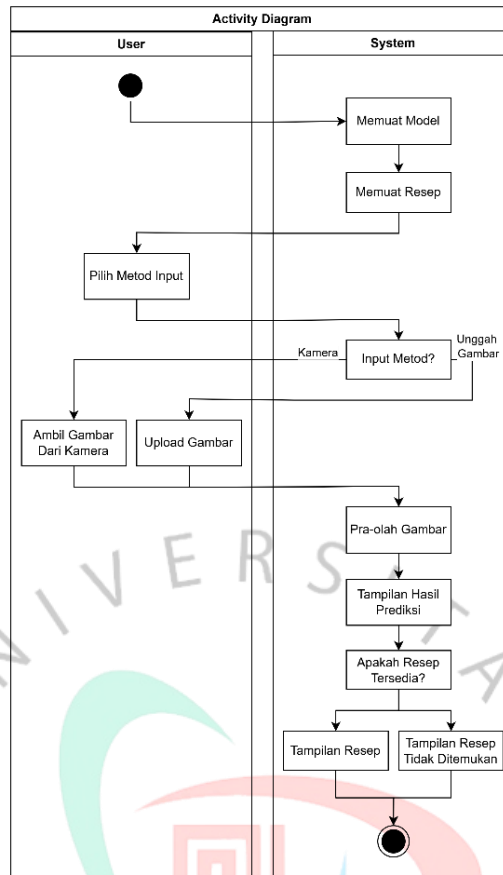 Activity Diagram
User
System
Memuat Model
Memuat Resep
Pilih Metod Input
Kamera
Input Metod?
Unggah
Gambar
Ambil Gambar
Dari Kamera
Upload Gambar
Pra-olah Gambar
Tampilan Hasil
Prediksi
Apakah Resep
Tersedia?
Tampilan Resep
Tampilan Resep
Tidak Ditemukan
NIVERSITA